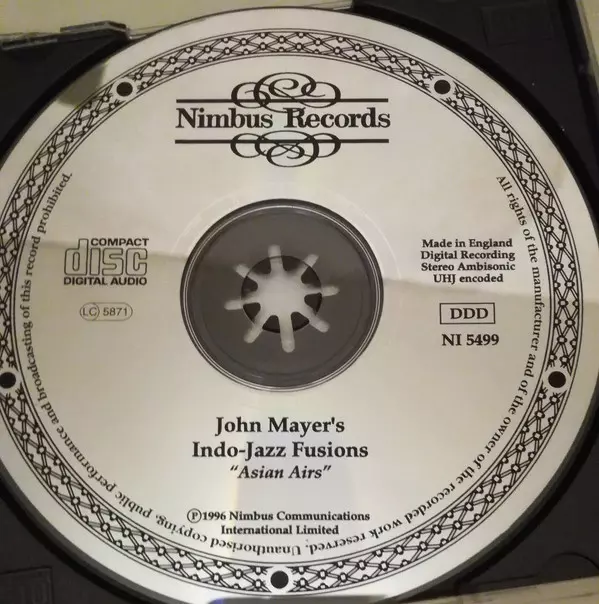 Nimbus Records
COMPACT
disc
DIGITAL AUDIO
LC 5871
Made in England
Digital Recording
Stereo Ambisonic
UHJ encoded
DDD
NI 5499
John Mayer's
Indo-Jazz Fusions
"Asian Airs"
Ⓟ1996 Nimbus Communications
International Limited
All rights of the manufacturer and of the owner of the recorded work reserved. Unauthorised copying, public performance and broadcasting of this record prohibited.